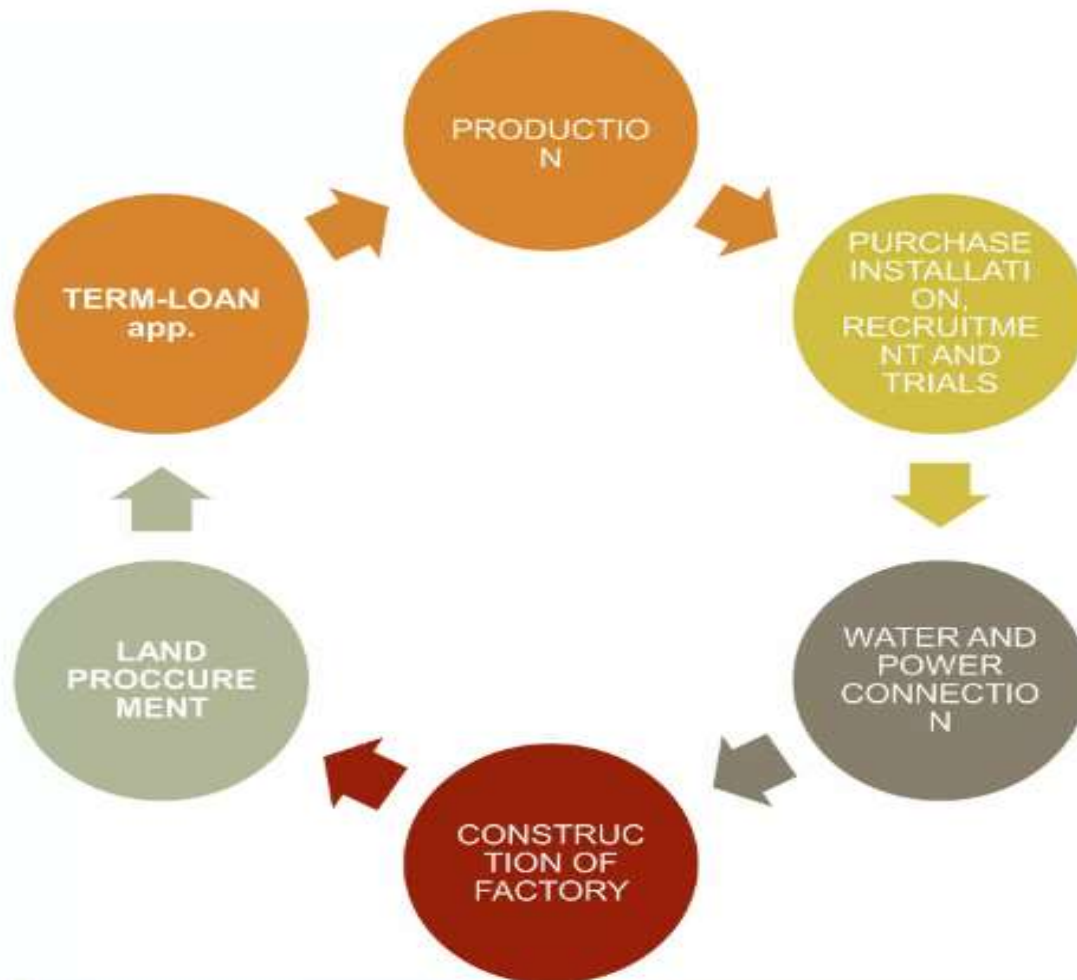 PRODUCTIO
N
PURCHASE
INSTALLATI
ON,
RECRUITME
NT AND
TRIALS
WATER AND
POWER
CONNECTIO
N
CONSTRUC
TION OF
FACTORY
LAND
PROCCURE
MENT
TERM-LOAN
app.